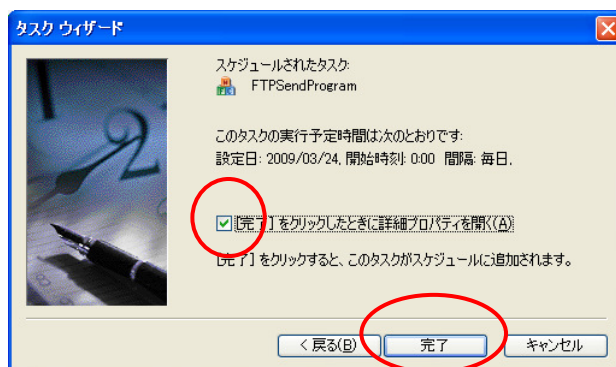 タスク ウィザード
スケジュールされたタスク:
FTPSendProgram
このタスクの実行予定時間は次のとおりです:
設定日: 2009/03/24, 開始時刻: 0:00 間隔: 毎日,
[完了] をクリックしたときに詳細プロパティを開く(A)
[完了] をクリックすると、このタスクがスケジュールに追加されます。
< 戻る(B)
完了
キャンセル